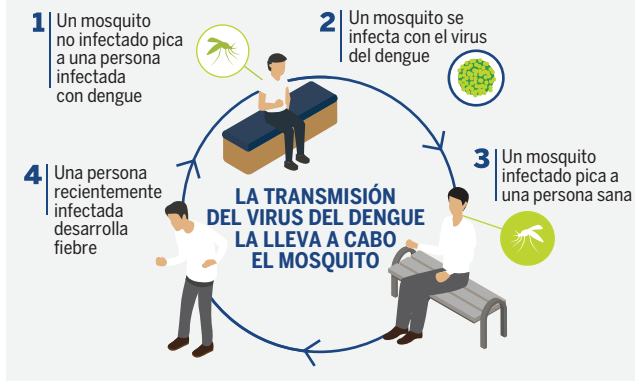 1 Un mosquito
no infectado pica
a una persona
infectada
con dengue
2 Un mosquito se
infecta con el virus
del dengue
3 Un mosquito
infectado pica a
una persona sana
4 Una persona
recientemente
infectada
desarrolla
fiebre
LA TRANSMISIÓN
DEL VIRUS DEL DENGUE
LA LLEVA A CABO
EL MOSQUITO